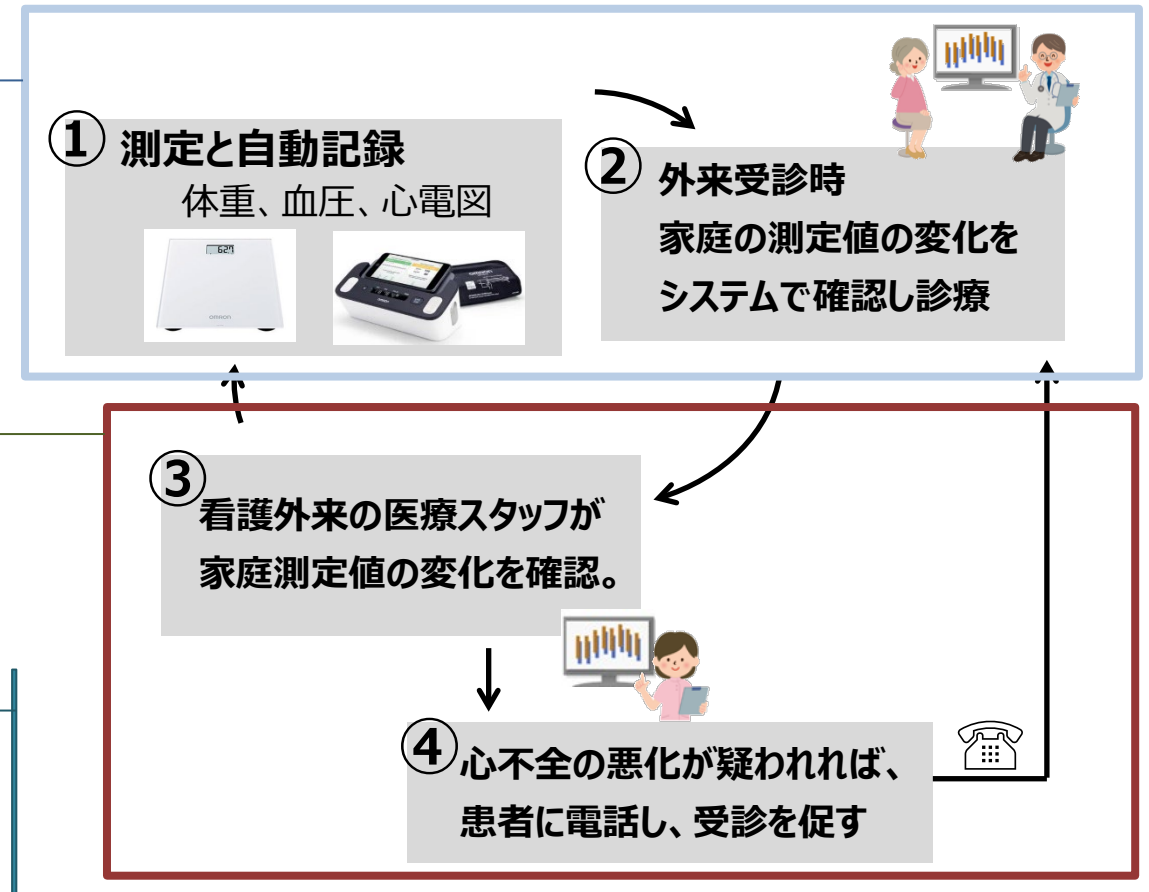 ① 測定と自動記録
体重、血圧、心電図
62.7
OMRON
② 外来受診時
家庭の測定値の変化を
システムで確認し診療
③
看護外来の医療スタッフが
家庭測定値の変化を確認。
④ 心不全の悪化が疑われれば、
患者に電話し、受診を促す